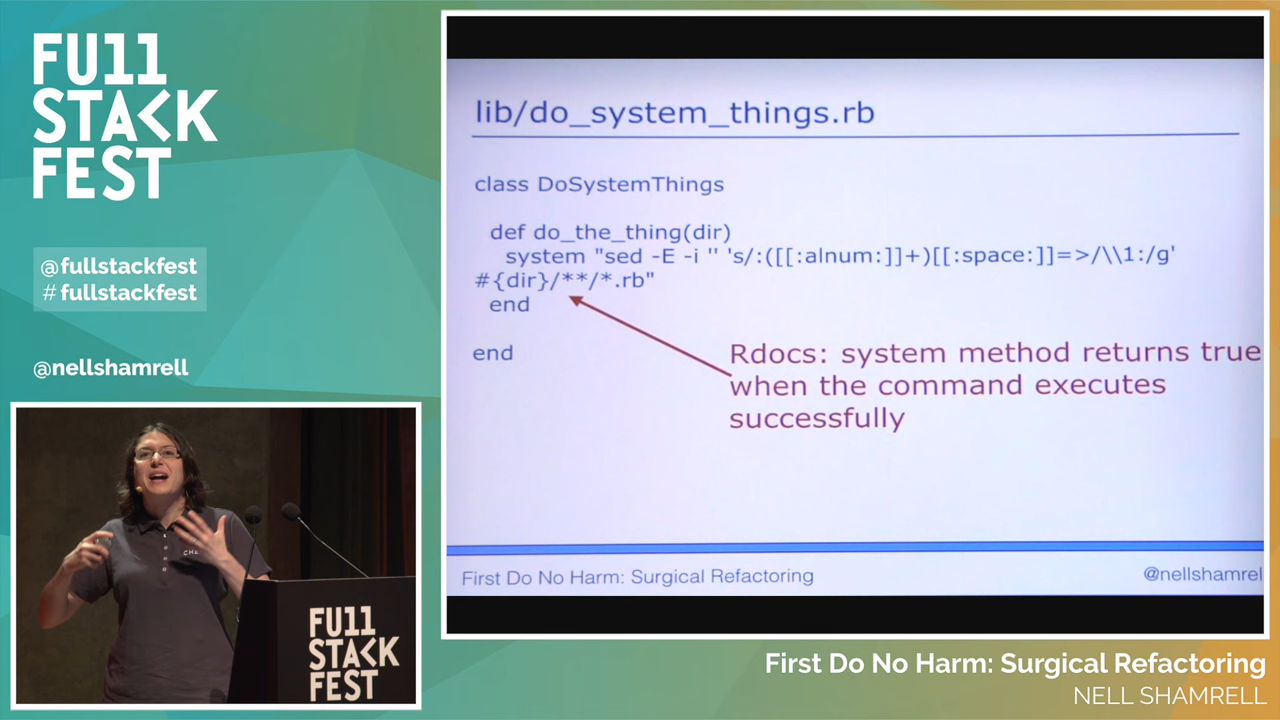 FU11
STACK
FEST
@fullstackfest
# fullstackfest
@nellshamrell
lib/do_system_things.rb
class DoSystemThings
def do_the_thing(dir)
system "sed -E -i '' 's/:([[:alnum:]]+)[[:space:]]=>/\\1:/g'
#{dir}/**/*.rb"
end
end
Rdocs: system method returns true
when the command executes
successfully
First Do No Harm: Surgical Refactoring
@nellshamrel
FU11
STACK
FEST
First Do No Harm: Surgical Refactoring
NELL SHAMRELL